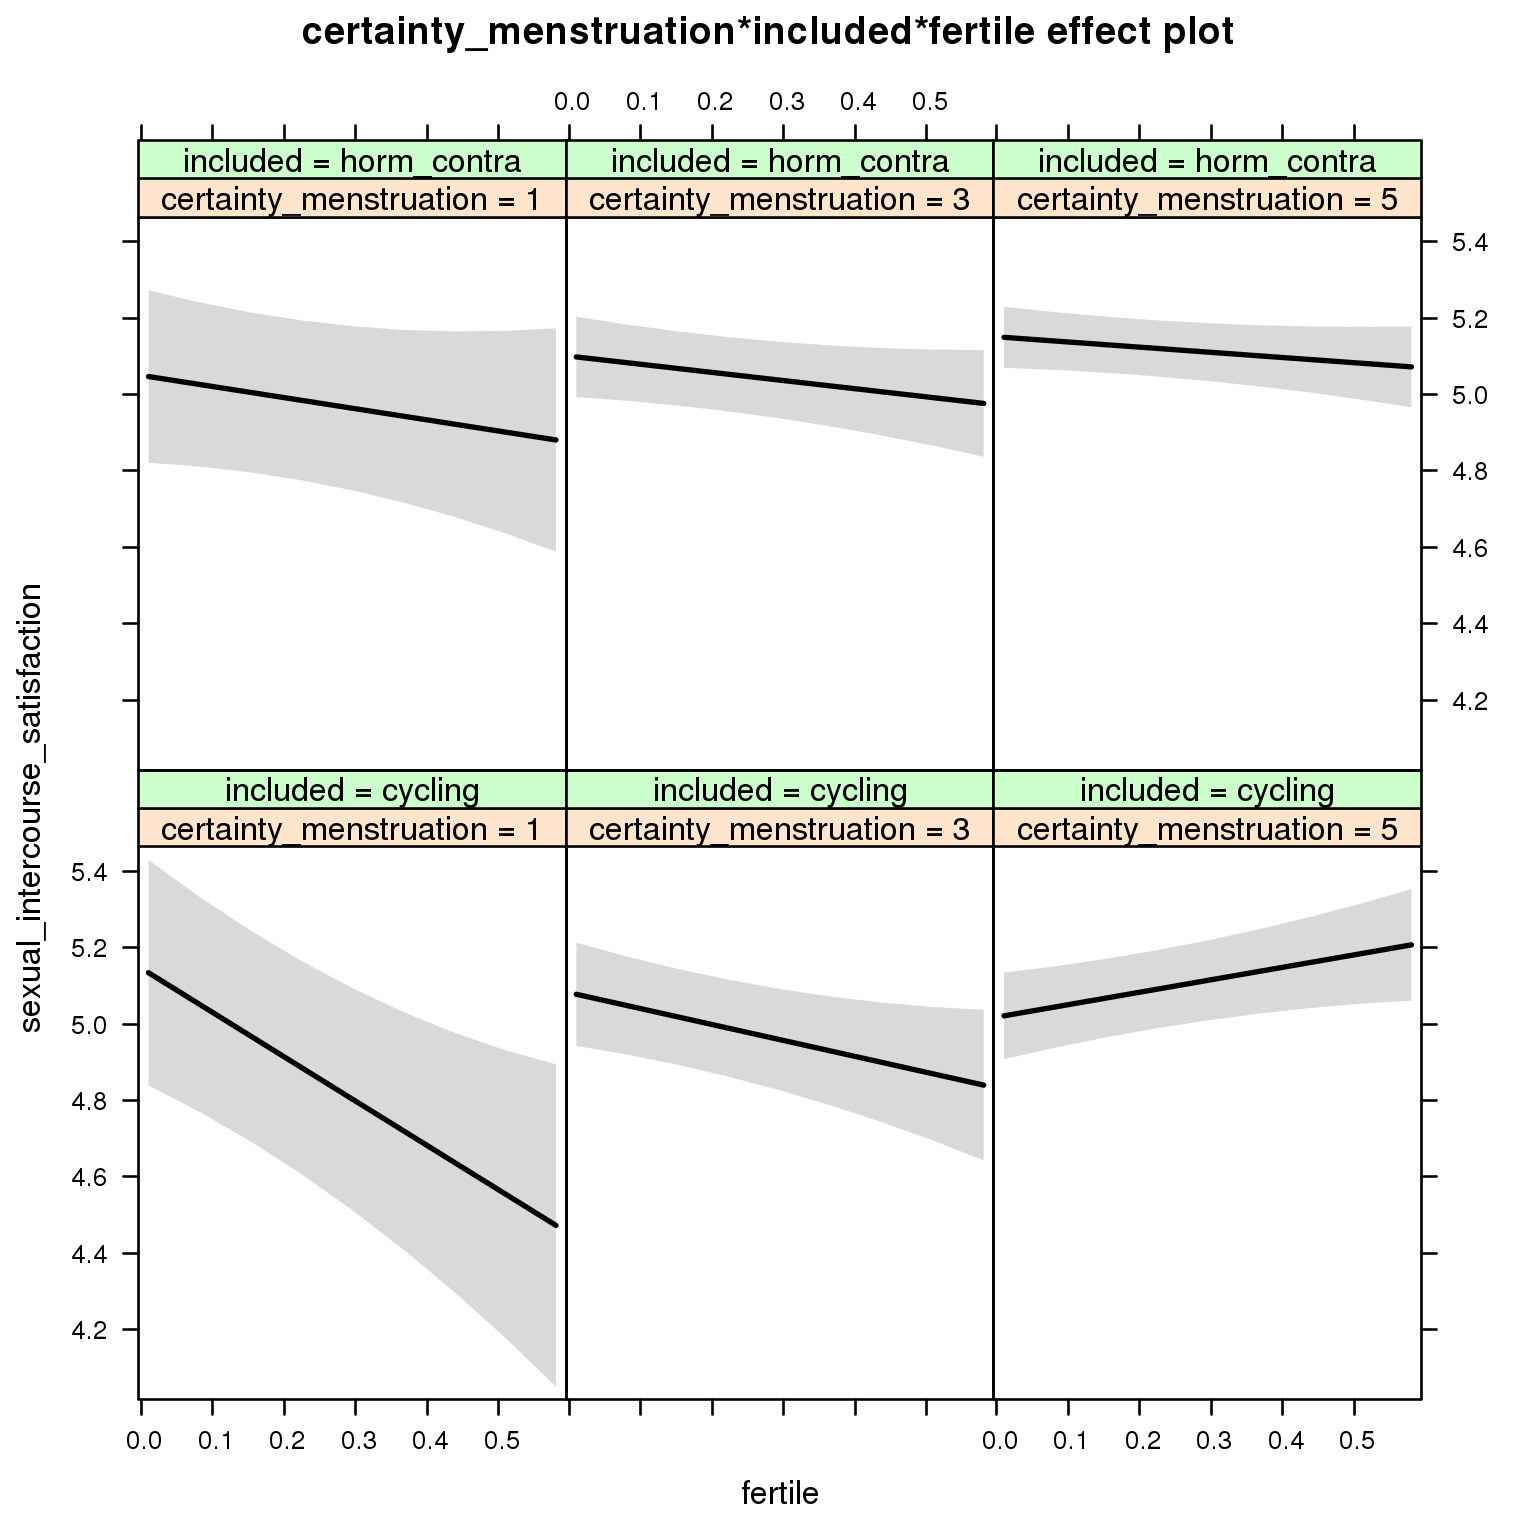 certainty_menstruation*included*fertile effect plot
0.0 0.1 0.2 0.3 0.4 0.5
included = horm_contra included = horm_contra included = horm_contra
certainty_menstruation = 1 certainty_menstruation = 3 certainty_menstruation = 5
5.4
5.2
5.0
4.8
4.6
4.4
4.2
sexual_intercourse_satisfaction
included = cycling included = cycling included = cycling
certainty_menstruation = 1 certainty_menstruation = 3 certainty_menstruation = 5
5.4
5.2
5.0
4.8
4.6
4.4
4.2
0.0 0.1 0.2 0.3 0.4 0.5 0.0 0.1 0.2 0.3 0.4 0.5
fertile